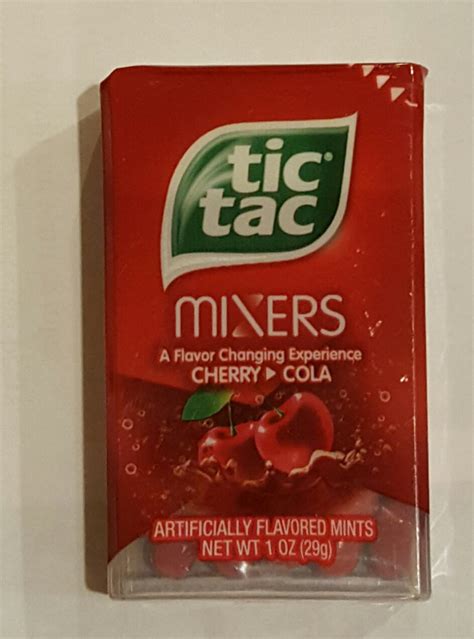 tic
tac®
MIXERS
A Flavor Changing Experience
CHERRY ▶ COLA
ARTIFICIALLY FLAVORED MINTS
NET WT 1 OZ (29g)